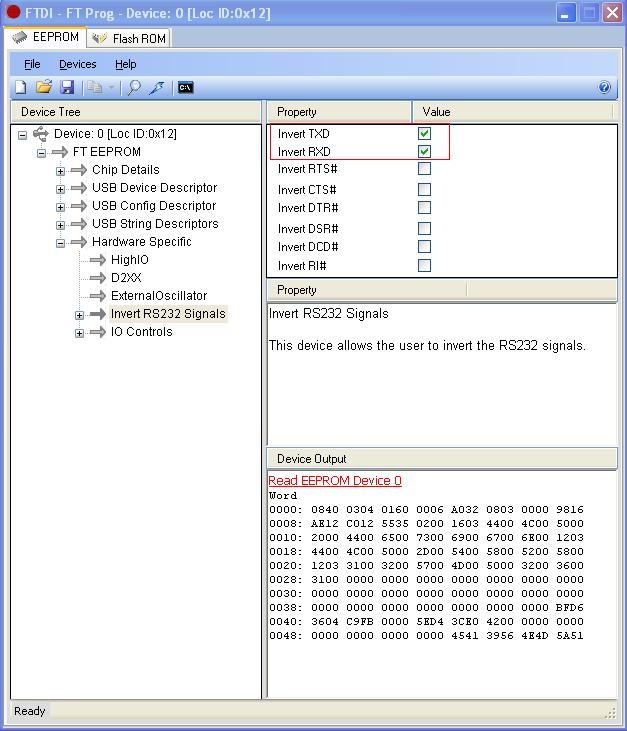 FTDI - FT Prog - Device: 0 [Loc ID:0x12]
EEPROM
Flash ROM
File Devices Help
C:\
Device Tree
Device: 0 [Loc ID:0x12]
FT EEPROM
Chip Details
USB Device Descriptor
USB Config Descriptor
USB String Descriptors
Hardware Specific
HighIO
D2XX
ExternalOscillator
Invert RS232 Signals
IO Controls
Property Value
Invert TXD
Invert RXD
Invert RTS#
Invert CTS#
Invert DTR#
Invert DSR#
Invert DCD#
Invert RI#
Property
Invert RS232 Signals
This device allows the user to invert the RS232 signals.
Device Output
Read EEPROM Device 0
Word
0000: 0840 0304 0160 0006 A032 0803 0000 9816
0008: AE12 C012 5535 0200 1603 4400 4C00 5000
0010: 2000 4400 6500 7300 6900 6700 6E00 1203
0018: 4400 4C00 5000 2D00 5400 5800 5200 5800
0020: 1203 3100 3200 5700 4D00 5000 3200 3600
0028: 3100 0000 0000 0000 0000 0000 0000 0000
0030: 0000 0000 0000 0000 0000 0000 0000 0000
0038: 0000 0000 0000 0000 0000 0000 0000 BFD6
0040: 3604 C9FB 0000 5ED4 3CE0 4200 0000 0000
0048: 0000 0000 0000 0000 4541 3956 4E4D 5A51
Ready